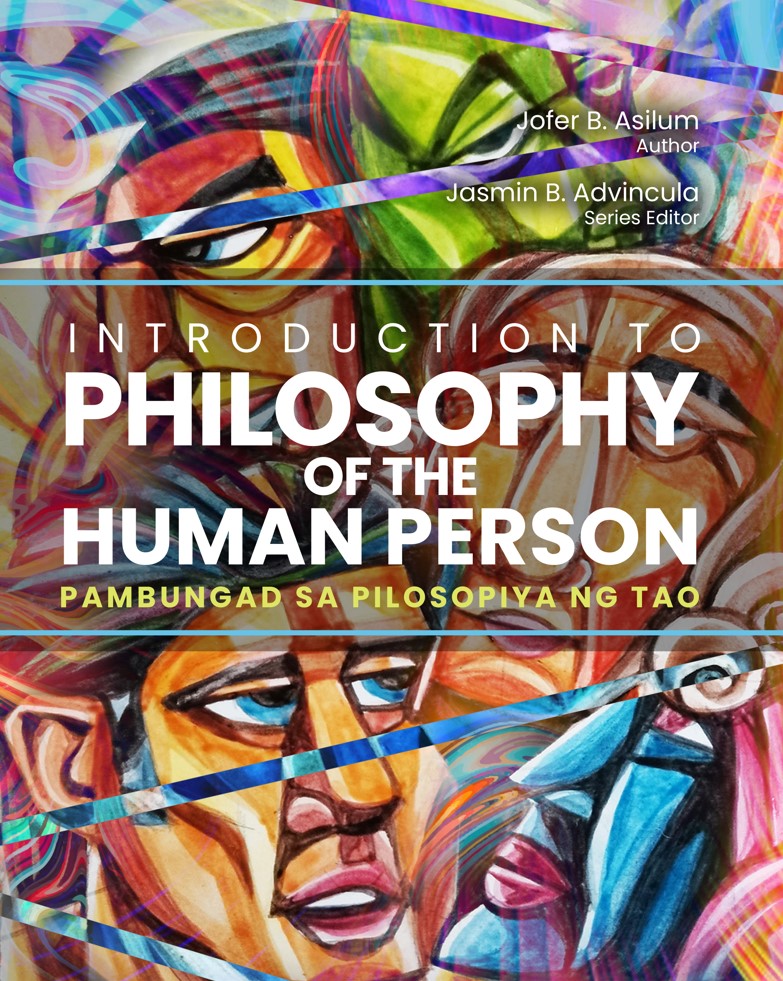 Jofer B. Asilum
Author
Jasmin B. Advincula
Series Editor
INTRODUCTION TO
PHILOSOPHY
OF THE
HUMAN PERSON
PAMBUNGAD SA PILOSOPIYA NG TAO